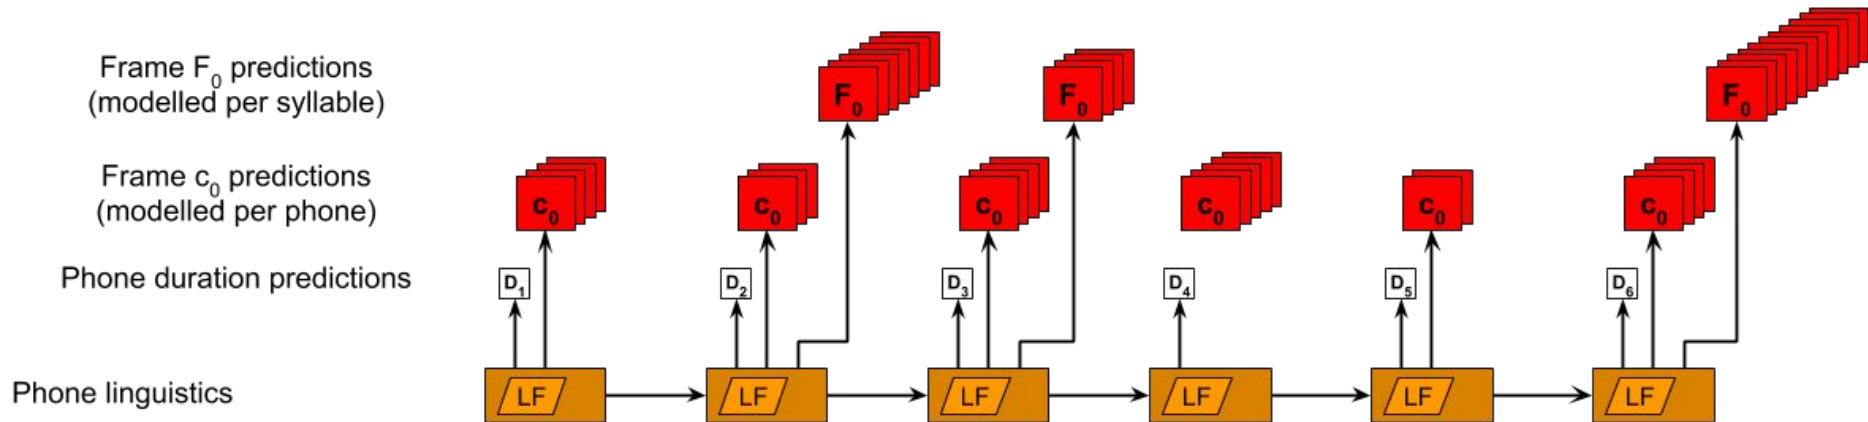 Frame F0 predictions
(modelled per syllable)
F0 F0 F0
Frame c0 predictions
(modelled per phone)
c0 c0 c0 c0 c0 c0
Phone duration predictions
D1 D2 D3 D4 D5 D6
Phone linguistics
LF LF LF LF LF LF